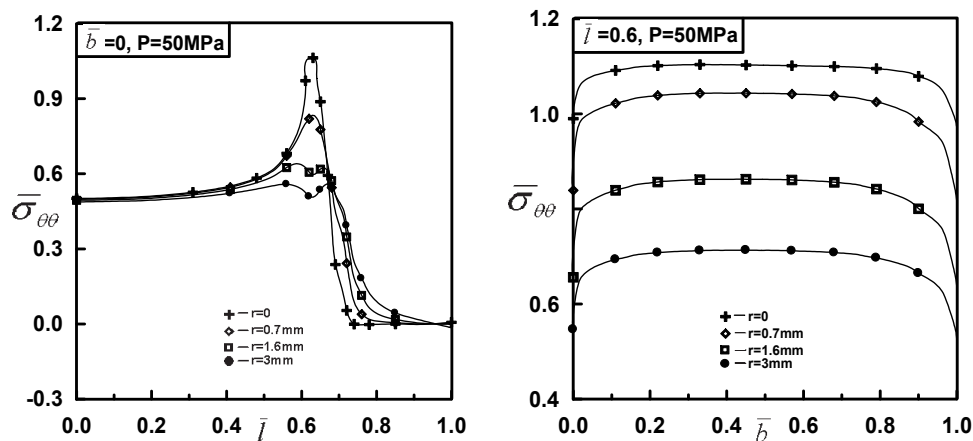 b̄=0, P=50MPa
1.2
0.9
0.6
0.3
0.0
-0.3
σ̄θθ
r=0
r=0.7mm
r=1.6mm
r=3mm
0.0 0.2 0.4 0.6 0.8 1.0
l̄
l̄=0.6, P=50MPa
1.2
1.0
0.8
0.6
0.4
σ̄θθ
r=0
r=0.7mm
r=1.6mm
r=3mm
0.0 0.2 0.4 0.6 0.8 1.0
b̄